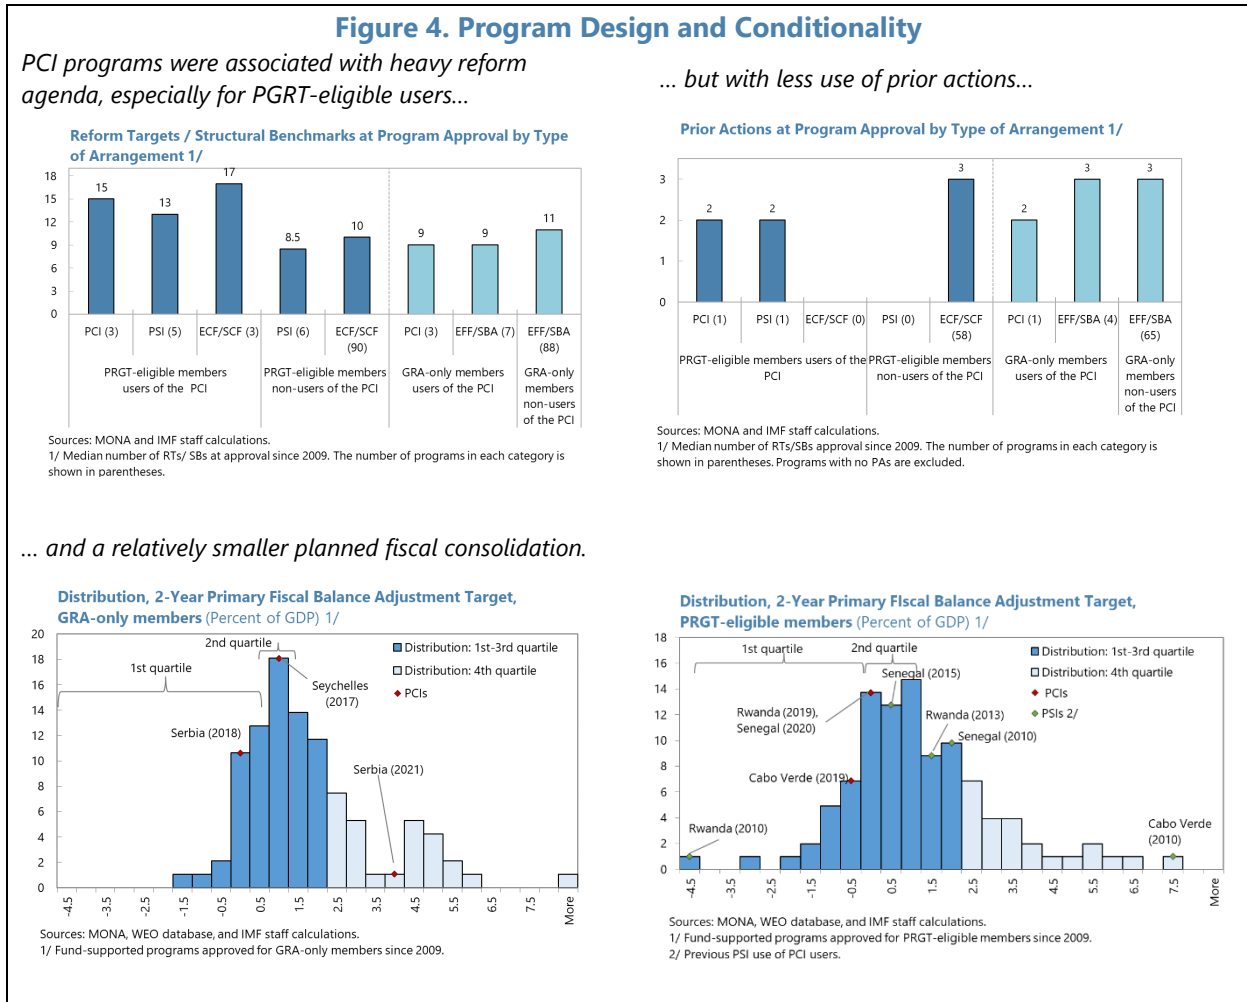 Figure 4. Program Design and Conditionality
PCI programs were associated with heavy reform
agenda, especially for PGRT-eligible users...
... but with less use of prior actions...
Reform Targets / Structural Benchmarks at Program Approval by Type
of Arrangement 1/
18
15
12
9
6
3
0
15
13
17
8.5
10
9
9
11
PCI (3)
PSI (5)
ECF/SCF (3)
PSI (6)
ECF/SCF
(90)
PCI (3)
EFF/SBA (7)
EFF/SBA
(88)
PRGT-eligible members
users of the PCI
PRGT-eligible members
non-users of the PCI
GRA-only members
users of the PCI
GRA-only
members
non-users
of the PCI
Sources: MONA and IMF staff calculations.
1/ Median number of RTs/ SBs at approval since 2009. The number of programs in each category is
shown in parentheses.
Prior Actions at Program Approval by Type of Arrangement 1/
3
2
1
0
2
2
3
2
3
3
PCI (1)
PSI (1)
ECF/SCF (0)
PSI (0)
ECF/SCF
(58)
PCI (1)
EFF/SBA (4)
EFF/SBA
(65)
PRGT-eligible members users of the
PCI
PRGT-eligible members
non-users of the PCI
GRA-only members
users of the PCI
GRA-only
members
non-users
of the PCI
Sources: MONA and IMF staff calculations.
1/ Median number of RTs/SBs approval since 2009. The number of programs in each category is
shown in parentheses. Programs with no PAs are excluded.
... and a relatively smaller planned fiscal consolidation.
Distribution, 2-Year Primary Fiscal Balance Adjustment Target,
GRA-only members (Percent of GDP) 1/
20
18
16
14
12
10
8
6
4
2
0
1st quartile
2nd quartile
Distribution: 1st-3rd quartile
Distribution: 4th quartile
PCIs
Seychelles
(2017)
Serbia (2018)
Serbia (2021)
-4.5
-3.5
-2.5
-1.5
-0.5
0.5
1.5
2.5
3.5
4.5
5.5
6.5
7.5
More
Sources: MONA, WEO database, and IMF staff calculations.
1/ Fund-supported programs approved for GRA-only members since 2009.
Distribution, 2-Year Primary FIscal Balance Adjustment Target,
PRGT-eligible members (Percent of GDP) 1/
18
16
14
12
10
8
6
4
2
0
1st quartile
2nd quartile
Distribution: 1st-3rd quartile
Distribution: 4th quartile
PCIs
PSIs 2/
Senegal (2015)
Rwanda (2019),
Senegal (2020)
Rwanda (2013)
Senegal (2010)
Cabo Verde (2019)
Rwanda (2010)
Cabo Verde
(2010)
-4.5
-3.5
-2.5
-1.5
-0.5
0.5
1.5
2.5
3.5
4.5
5.5
6.5
7.5
More
Sources: MONA, WEO database, and IMF staff calculations.
1/ Fund-supported programs approved for PRGT-eligible members since 2009.
2/ Previous PSI use of PCI users.